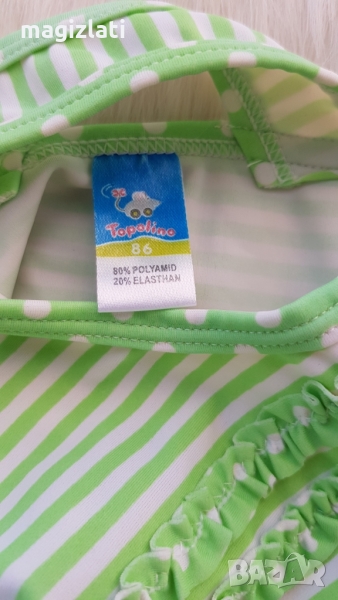 magizlati
Topolino
86
80% POLYAMID
20% ELASTHAN
BAZAR